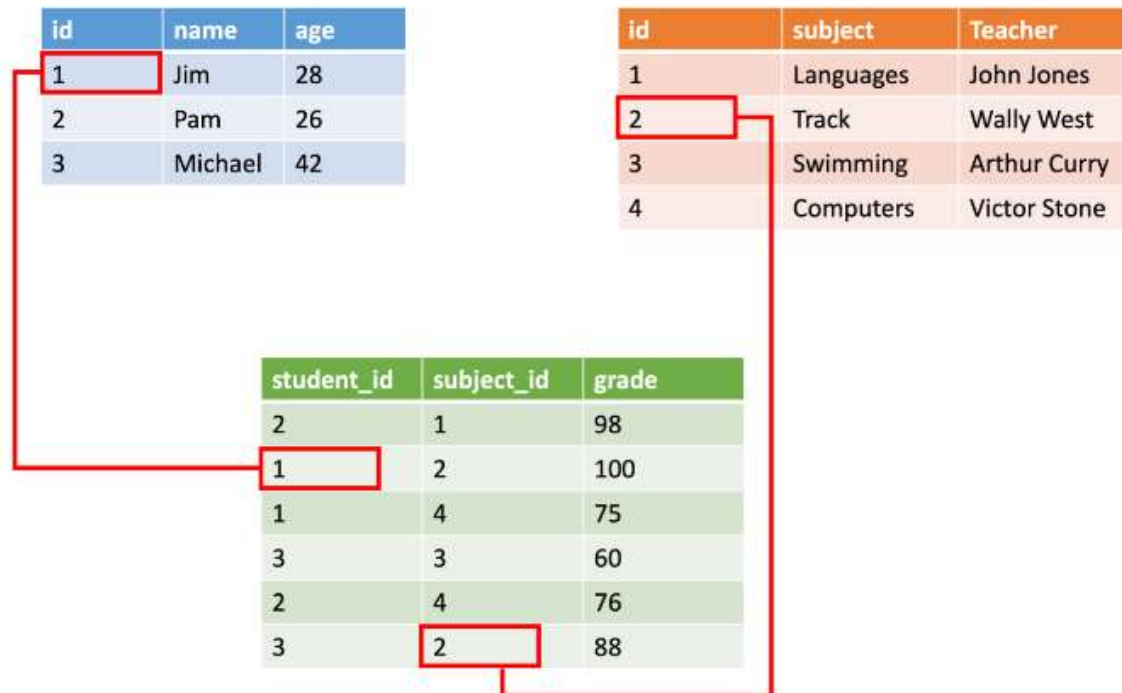 id name age
1 Jim 28
2 Pam 26
3 Michael 42
id subject Teacher
1 Languages John Jones
2 Track Wally West
3 Swimming Arthur Curry
4 Computers Victor Stone
student_id subject_id grade
2 1 98
1 2 100
1 4 75
3 3 60
2 4 76
3 2 88